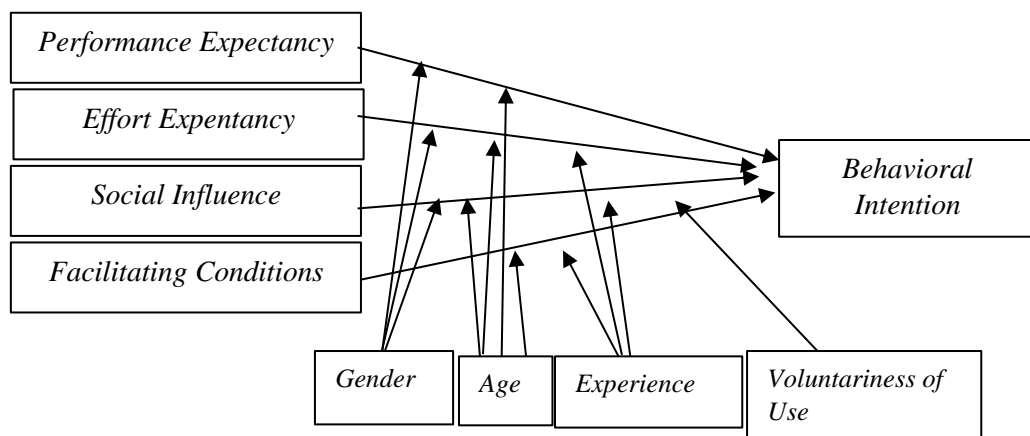 Performance Expectancy
Effort Expentancy
Social Influence
Facilitating Conditions
Behavioral
Intention
Gender
Age
Experience
Voluntariness of
Use